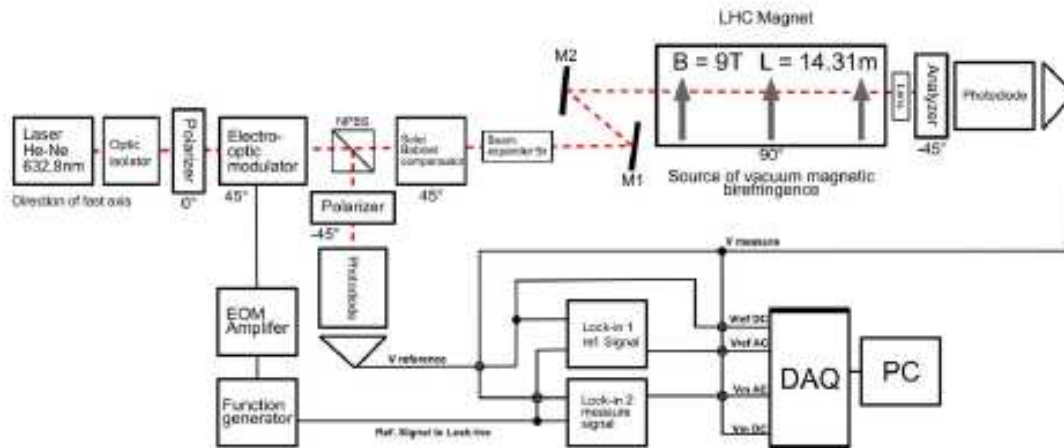 LHC Magnet
M2
B = 9T L = 14.31m
Laser
He-Ne
632.8nm
Optic
isolator
Polarizer
Electro-
optic
modulator
NPBS
Soleil
Babinet
compensator
Beam
expander 5x
Lens
Analyzer
Photodiode
M1
90°
-45°
Source of vacuum magnetic
birefringence
Direction of fast axis
0°
45°
45°
Polarizer
-45°
Photodiode
V measure
EOM
Amplifer
Lock-in 1
ref. Signal
Vref DC
Vref AC
V reference
DAQ
PC
Function
generator
Lock-in 2
measure
signal
Vm AC
Vm DC
Ref. Signal to Lock-ins